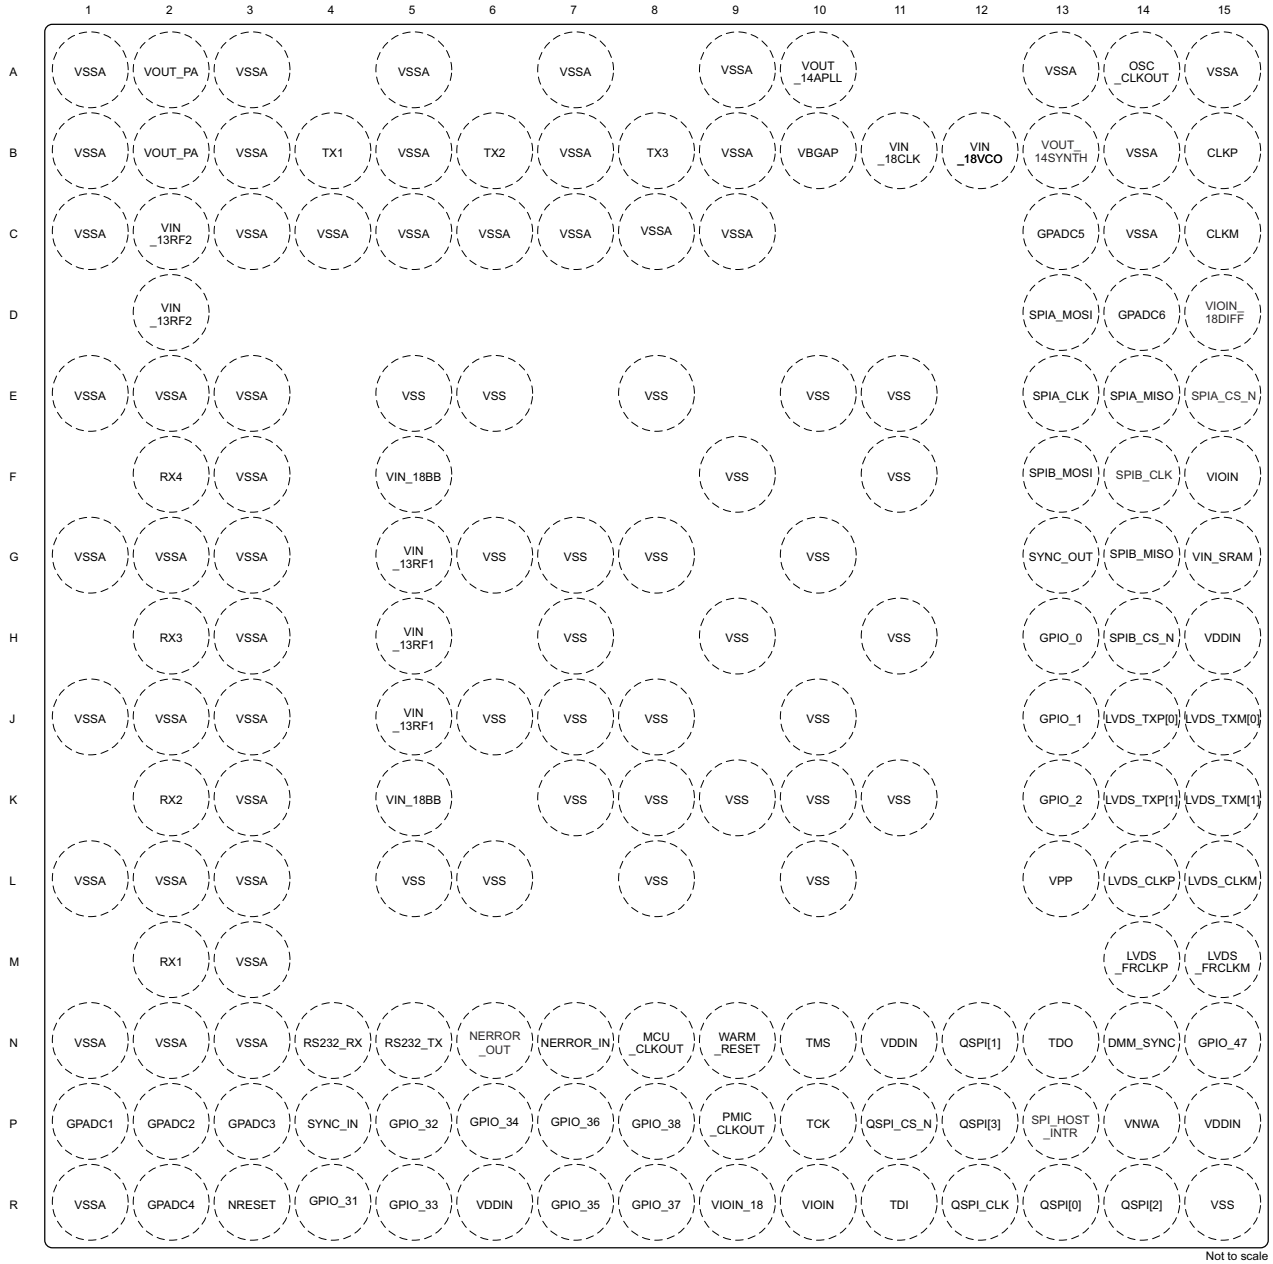 1 2 3 4 5 6 7 8 9 10 11 12 13 14 15
A VSSA VOUT_PA VSSA VSSA VSSA VSSA VOUT _14APLL VSSA OSC _CLKOUT VSSA
B VSSA VOUT_PA VSSA TX1 VSSA TX2 VSSA TX3 VSSA VBGAP VIN _18CLK VIN _18VCO VOUT_ 14SYNTH VSSA CLKP
C VSSA VIN _13RF2 VSSA VSSA VSSA VSSA VSSA VSSA VSSA GPADC5 VSSA CLKM
D VIN _13RF2 SPIA_MOSI GPADC6 VIOIN_ 18DIFF
E VSSA VSSA VSSA VSS VSS VSS VSS VSS SPIA_CLK SPIA_MISO SPIA_CS_N
F RX4 VSSA VIN_18BB VSS VSS SPIB_MOSI SPIB_CLK VIOIN
G VSSA VSSA VSSA VIN _13RF1 VSS VSS VSS VSS SYNC_OUT SPIB_MISO VIN_SRAM
H RX3 VSSA VIN _13RF1 VSS VSS VSS GPIO_0 SPIB_CS_N VDDIN
J VSSA VSSA VSSA VIN _13RF1 VSS VSS VSS VSS GPIO_1 LVDS_TXP[0] LVDS_TXM[0]
K RX2 VSSA VIN_18BB VSS VSS VSS VSS VSS GPIO_2 LVDS_TXP[1] LVDS_TXM[1]
L VSSA VSSA VSSA VSS VSS VSS VSS VPP LVDS_CLKP LVDS_CLKM
M RX1 VSSA LVDS _FRCLKP LVDS _FRCLKM
N VSSA VSSA VSSA RS232_RX RS232_TX NERROR _OUT NERROR_IN MCU _CLKOUT WARM _RESET TMS VDDIN QSPI[1] TDO DMM_SYNC GPIO_47
P GPADC1 GPADC2 GPADC3 SYNC_IN GPIO_32 GPIO_34 GPIO_36 GPIO_38 PMIC _CLKOUT TCK QSPI_CS_N QSPI[3] SPI_HOST _INTR VNWA VDDIN
R VSSA GPADC4 NRESET GPIO_31 GPIO_33 VDDIN GPIO_35 GPIO_37 VIOIN_18 VIOIN TDI QSPI_CLK QSPI[0] QSPI[2] VSS
Not to scale